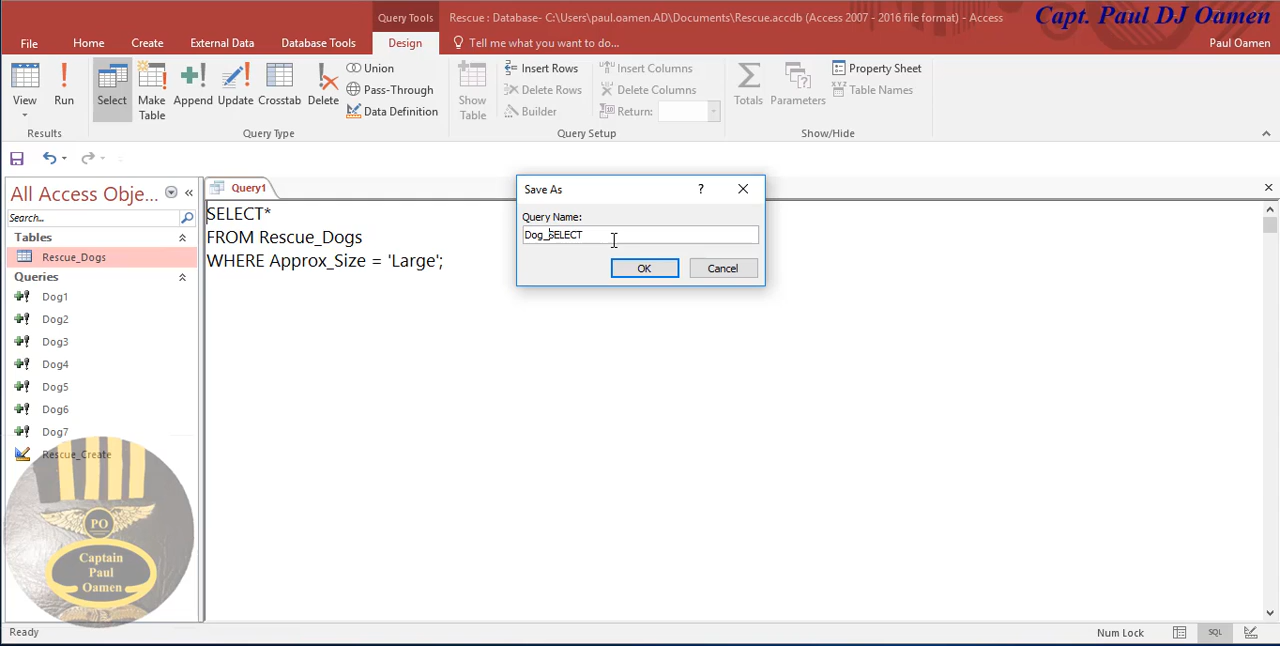 Query Tools
Rescue : Database- C:\Users\paul.oamen.AD\Documents\Rescue.accdb (Access 2007 - 2016 file format) - Access
Capt. Paul DJ Oamen
File Home Create External Data Database Tools Design Tell me what you want to do... Paul Oamen
View Run Select Make Table Append Update Crosstab Delete
Union
Pass-Through
Data Definition
Show Table
Insert Rows
Delete Rows
Builder
Insert Columns
Delete Columns
Return:
Totals Parameters
Property Sheet
Table Names
Results Query Type Query Setup Show/Hide
All Access Obje...
Search...
Tables
Rescue_Dogs
Queries
Dog1
Dog2
Dog3
Dog4
Dog5
Dog6
Dog7
Rescue_Create
PO
Captain
Paul
Oamen
Query1
SELECT*
FROM Rescue_Dogs
WHERE Approx_Size = 'Large';
Save As ?
Query Name:
Dog_SELECT
OK Cancel
Ready Num Lock SQL